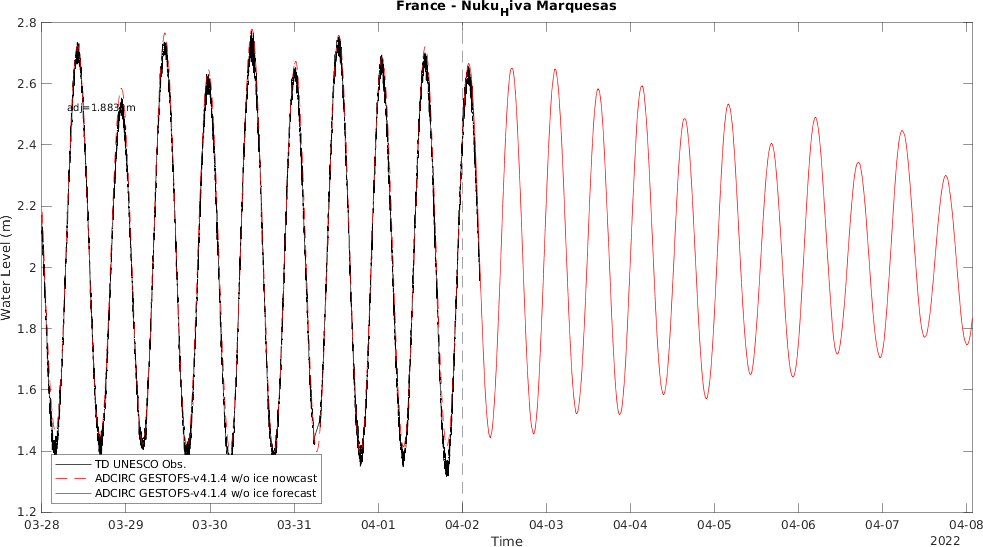 France - Nuku_Hiva Marquesas
2.8
2.6
2.4
2.2
2
1.8
1.6
1.4
1.2
Water Level (m)
adj=1.883 m
TD UNESCO Obs.
ADCIRC GESTOFS-v4.1.4 w/o ice nowcast
ADCIRC GESTOFS-v4.1.4 w/o ice forecast
03-28 03-29 03-30 03-31 04-01 04-02 04-03 04-04 04-05 04-06 04-07 04-08
Time
2022